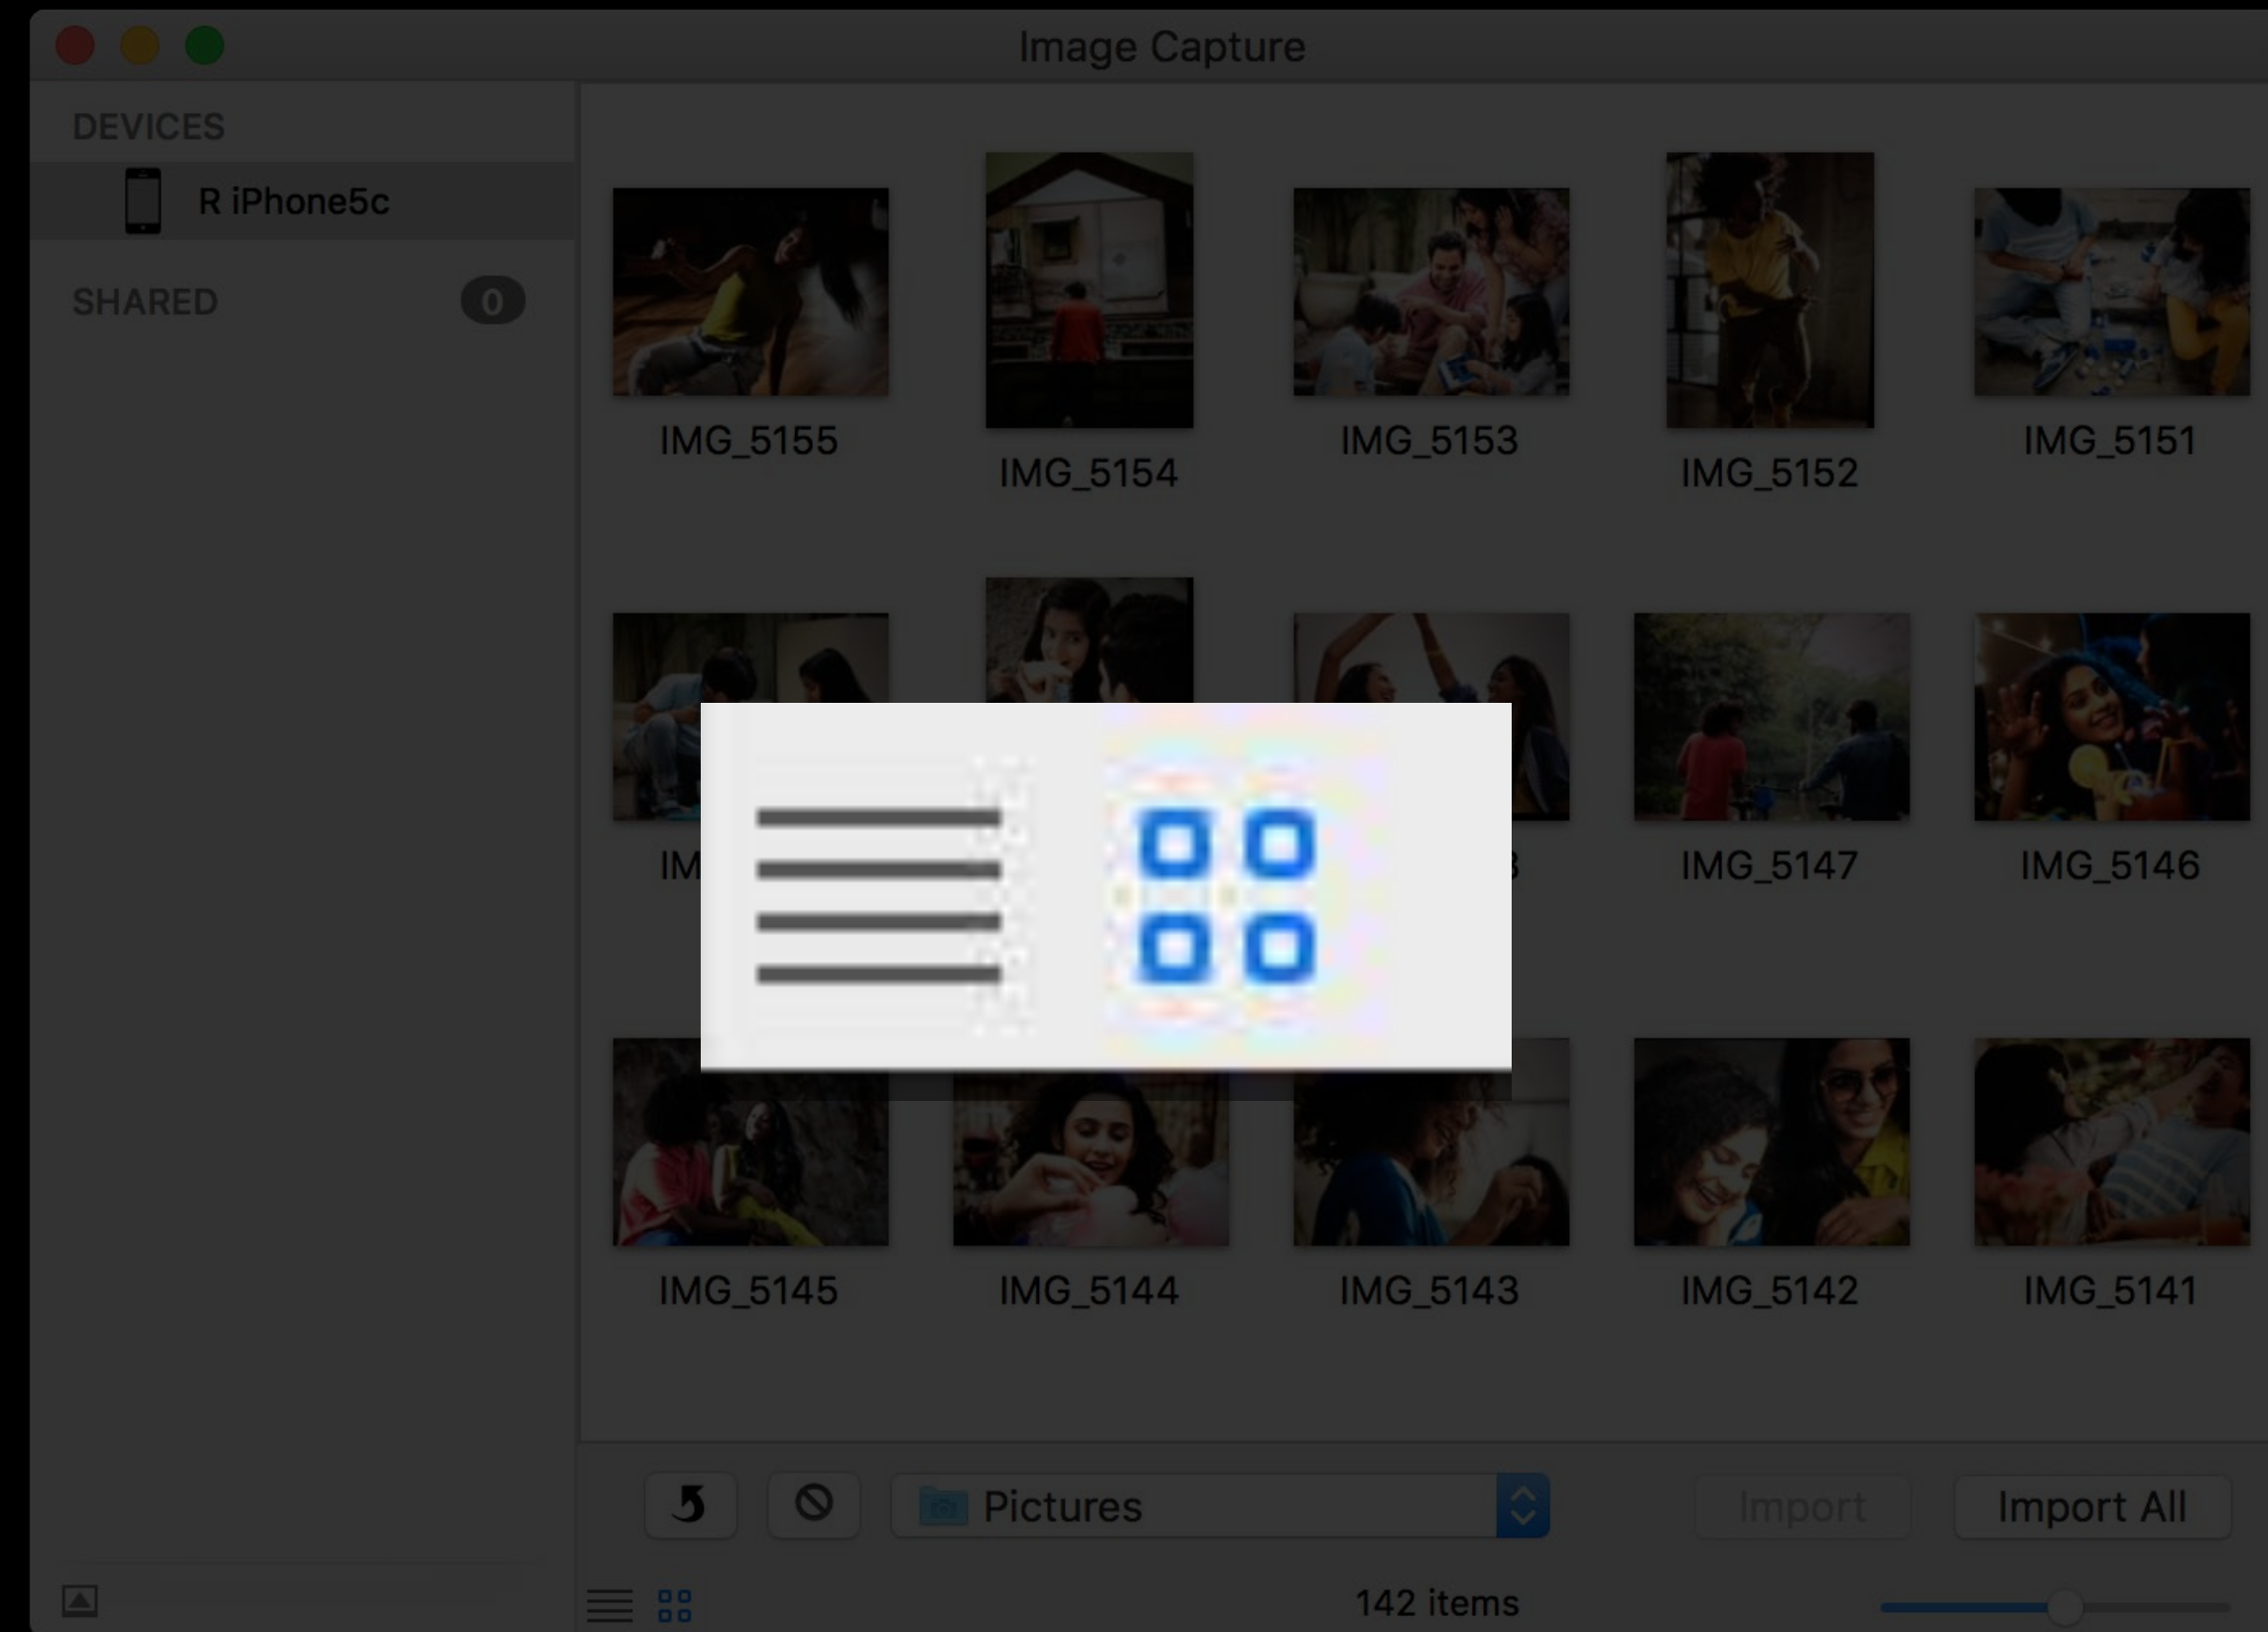 Image Capture
DEVICES
R iPhone5c
SHARED
0
IMG_5155
IMG_5154
IMG_5153
IMG_5152
IMG_5151
IMG_5147
IMG_5146
IMG_5145
IMG_5144
IMG_5143
IMG_5142
IMG_5141
Pictures
Import
Import All
142 items